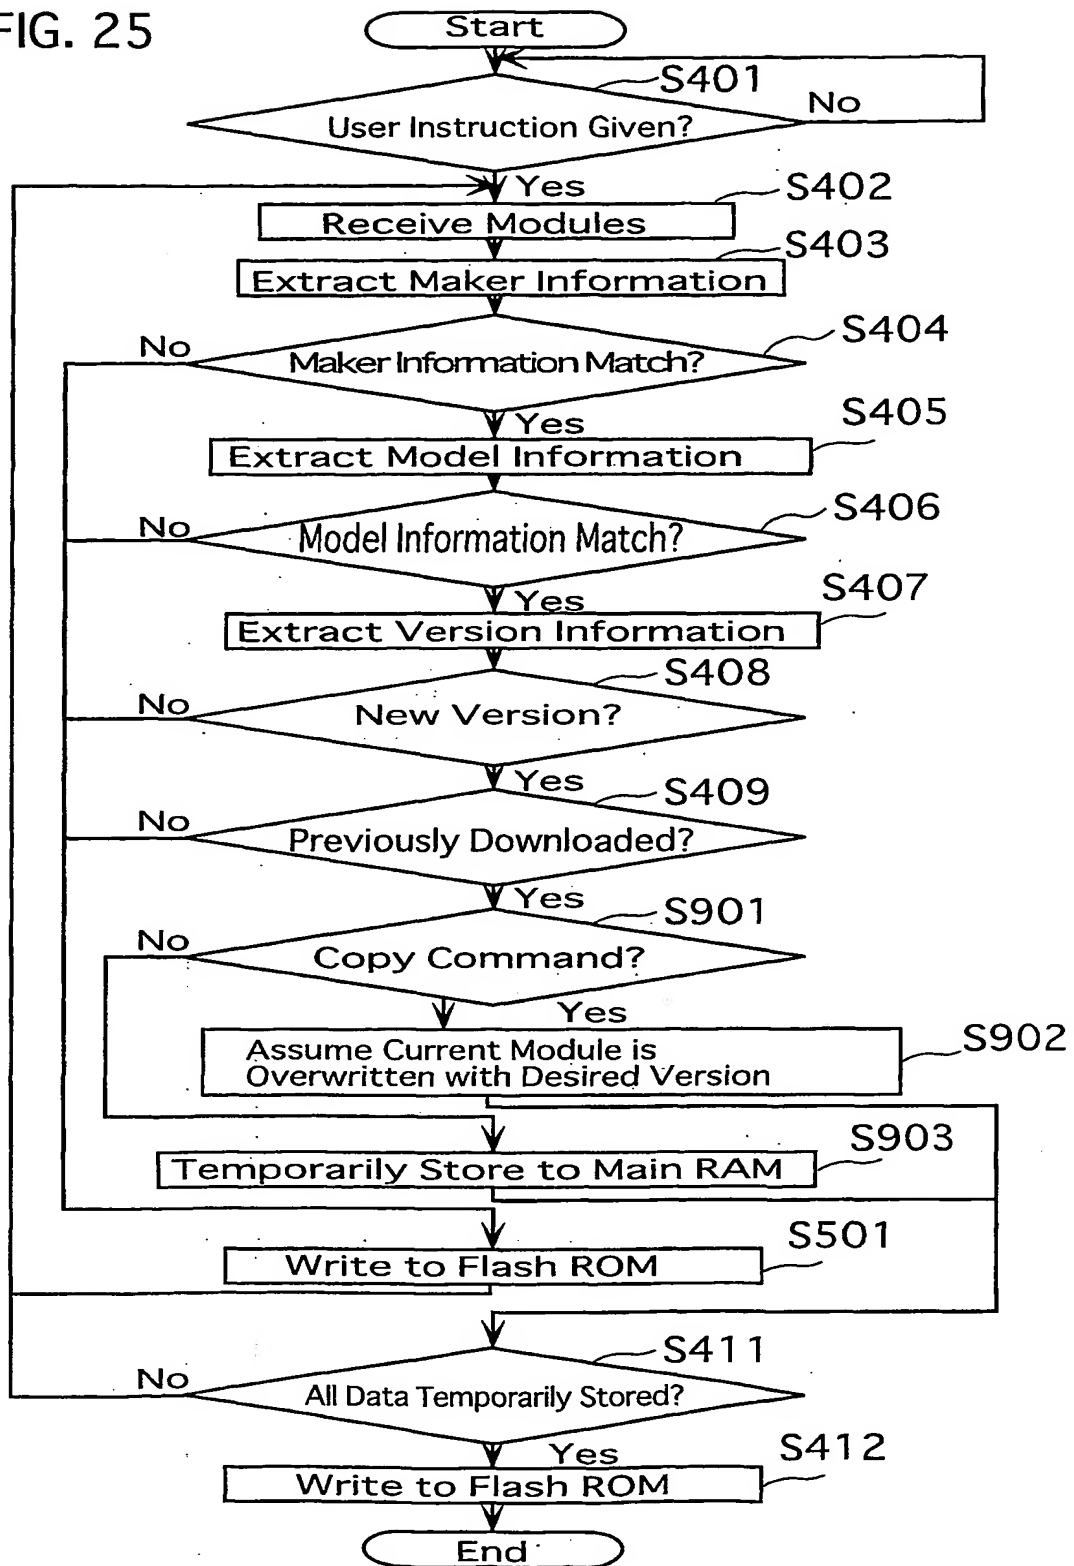 FIG. 25
Start
S401
No
User Instruction Given?
Yes
S402
Receive Modules
S403
Extract Maker Information
S404
No
Maker Information Match?
Yes
S405
Extract Model Information
S406
No
Model Information Match?
Yes
S407
Extract Version Information
S408
No
New Version?
Yes
S409
No
Previously Downloaded?
Yes
S901
No
Copy Command?
Yes
S902
Assume Current Module is
Overwritten with Desired Version
S903
Temporarily Store to Main RAM
S501
Write to Flash ROM
S411
No
All Data Temporarily Stored?
Yes
S412
Write to Flash ROM
End